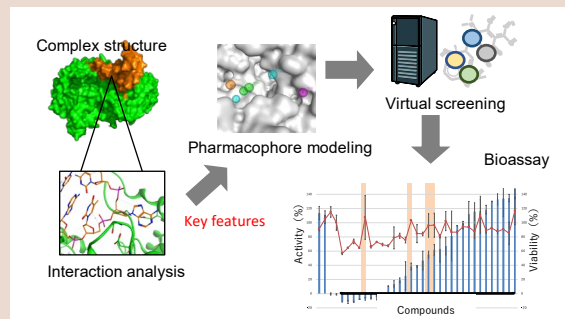 Complex structure
Virtual screening
Pharmacophore modeling
Bioassay
Key features
Interaction analysis
Activity (%)
Viability (%)
Compounds